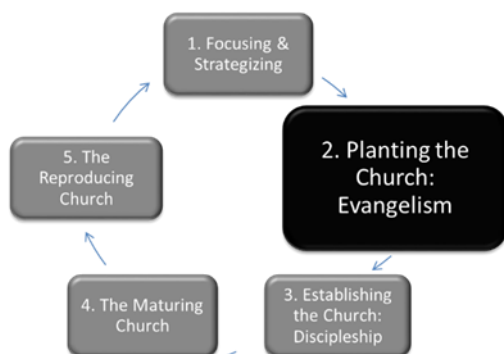 1. Focusing &
Strategizing
2. Planting the
Church:
Evangelism
3. Establishing
the Church:
Discipleship
4. The Maturing
Church
5. The
Reproducing
Church